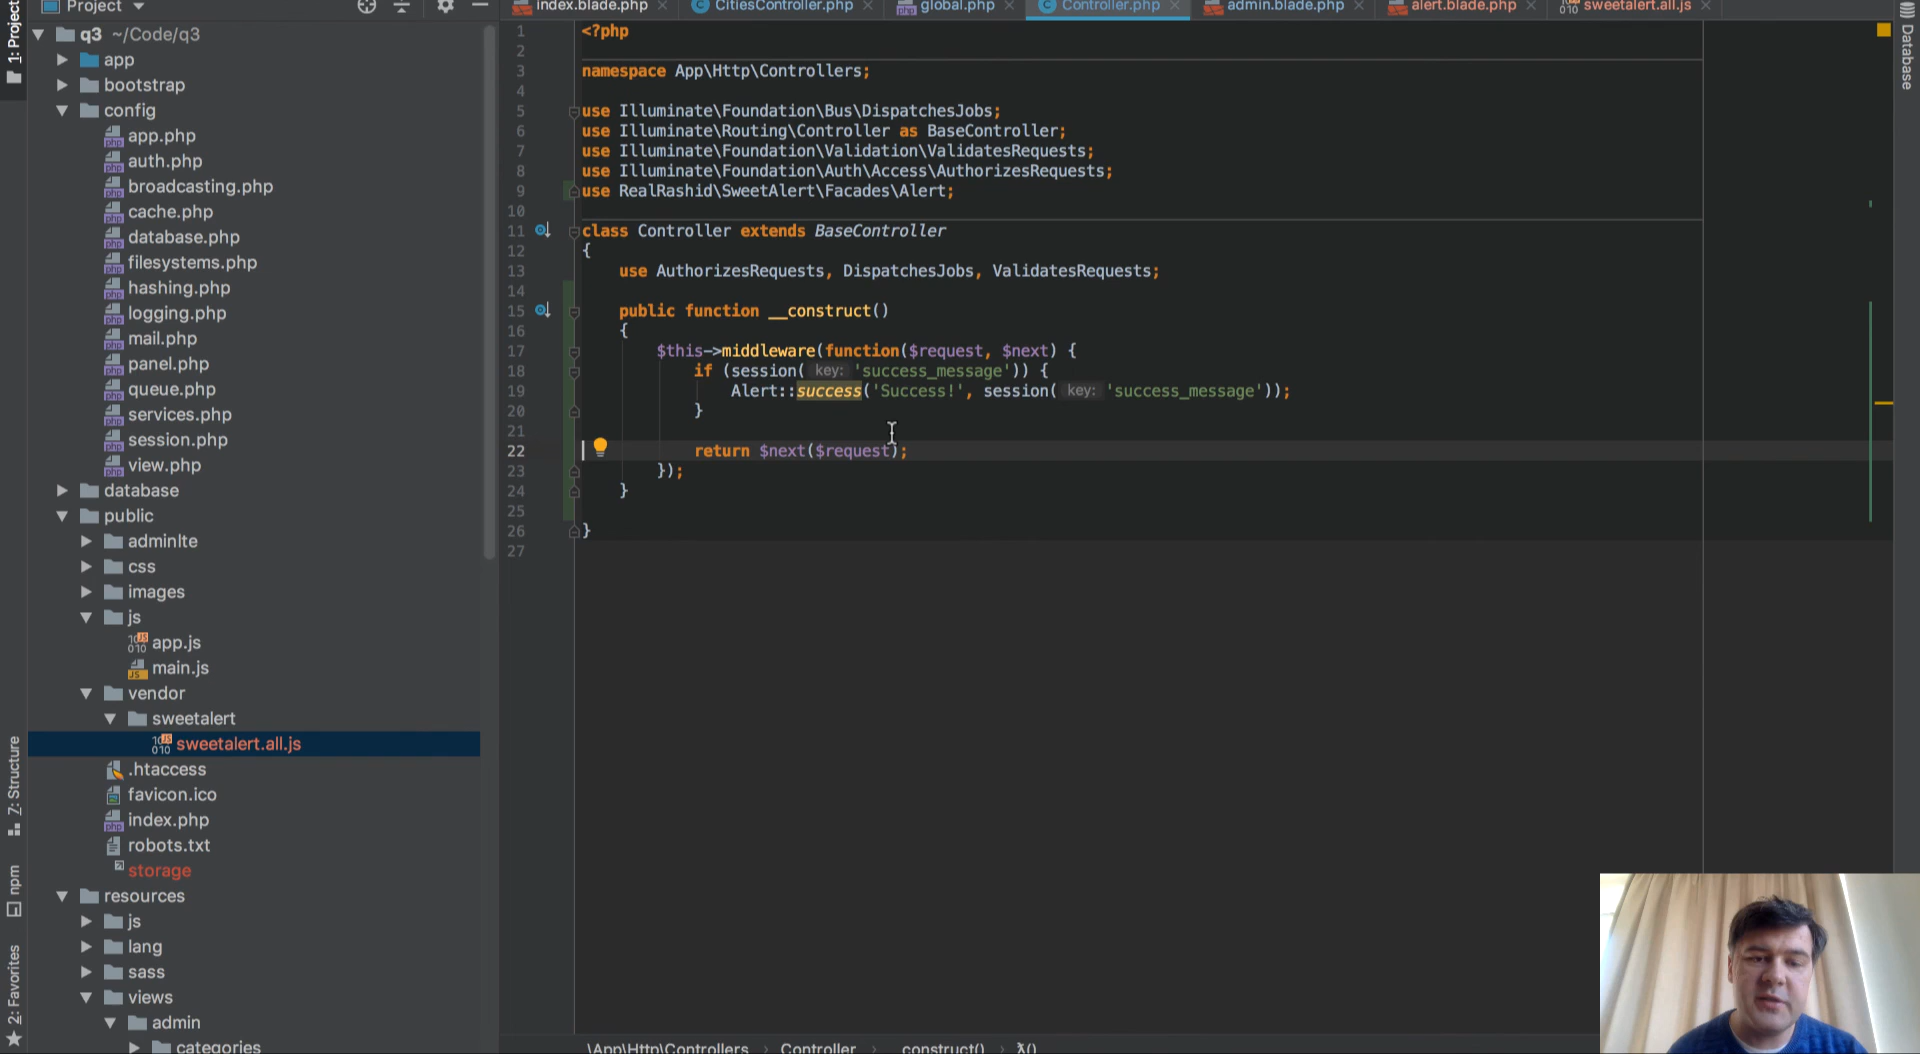 Project
index.blade.php
CitiesController.php
global.php
Controller.php
admin.blade.php
alert.blade.php
sweetalert.all.js
1: Project
Z: Structure
npm
2: Favorites
Database
q3 ~/Code/q3
app
bootstrap
config
app.php
auth.php
broadcasting.php
cache.php
database.php
filesystems.php
hashing.php
logging.php
mail.php
panel.php
queue.php
services.php
session.php
view.php
database
public
adminlte
css
images
js
app.js
main.js
vendor
sweetalert
sweetalert.all.js
.htaccess
favicon.ico
index.php
robots.txt
storage
resources
js
lang
sass
views
admin
categories
1 <?php
2
3 namespace App\Http\Controllers;
4
5 use Illuminate\Foundation\Bus\DispatchesJobs;
6 use Illuminate\Routing\Controller as BaseController;
7 use Illuminate\Foundation\Validation\ValidatesRequests;
8 use Illuminate\Foundation\Auth\Access\AuthorizesRequests;
9 use RealRashid\SweetAlert\Facades\Alert;
10
11 class Controller extends BaseController
12 {
13 use AuthorizesRequests, DispatchesJobs, ValidatesRequests;
14
15 public function __construct()
16 {
17 $this->middleware(function($request, $next) {
18 if (session( key: 'success_message')) {
19 Alert::success('Success!', session( key: 'success_message'));
20 }
21
22 return $next($request);
23 });
24 }
25
26 }
27
\App\Http\Controllers › Controller › __construct() › λ()